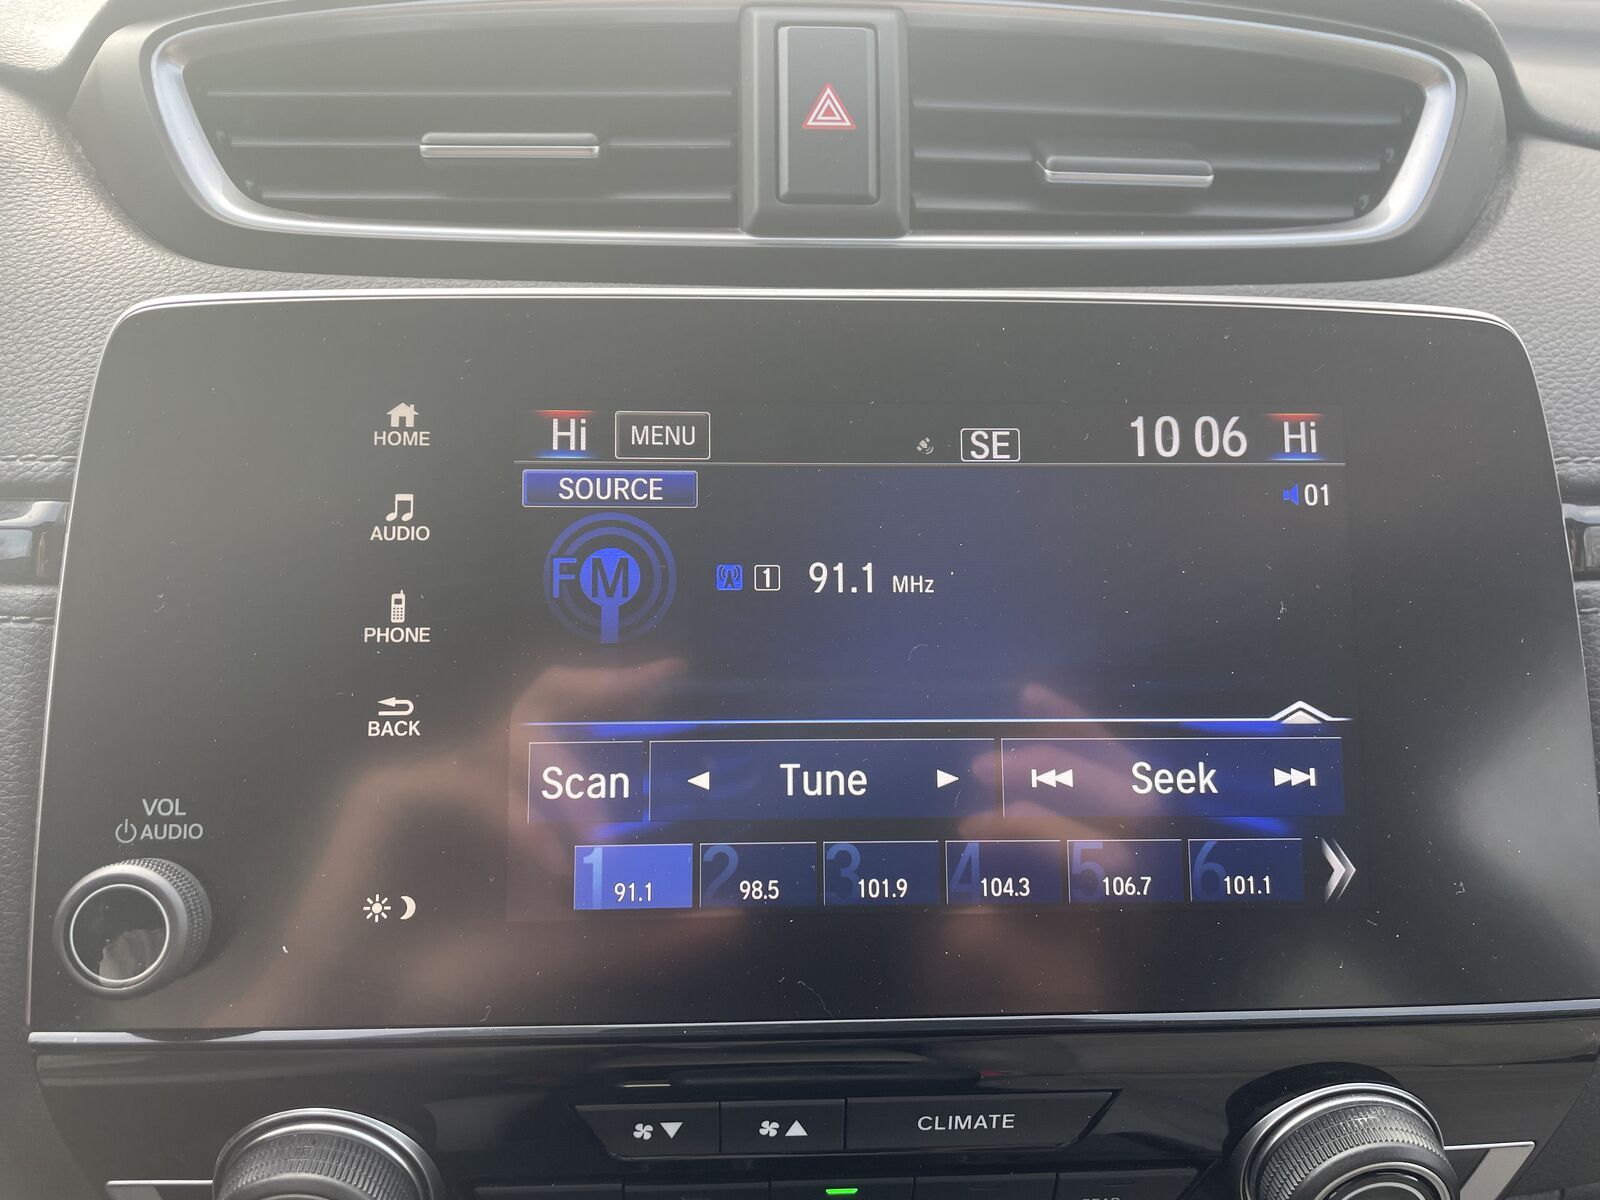 HOME
AUDIO
PHONE
BACK
VOL
AUDIO
Hi MENU SE 10 06 Hi
SOURCE 01
FM 1 91.1 MHz
Scan Tune Seek
1 2 3 4 5 6
91.1 98.5 101.9 104.3 106.7 101.1
CLIMATE